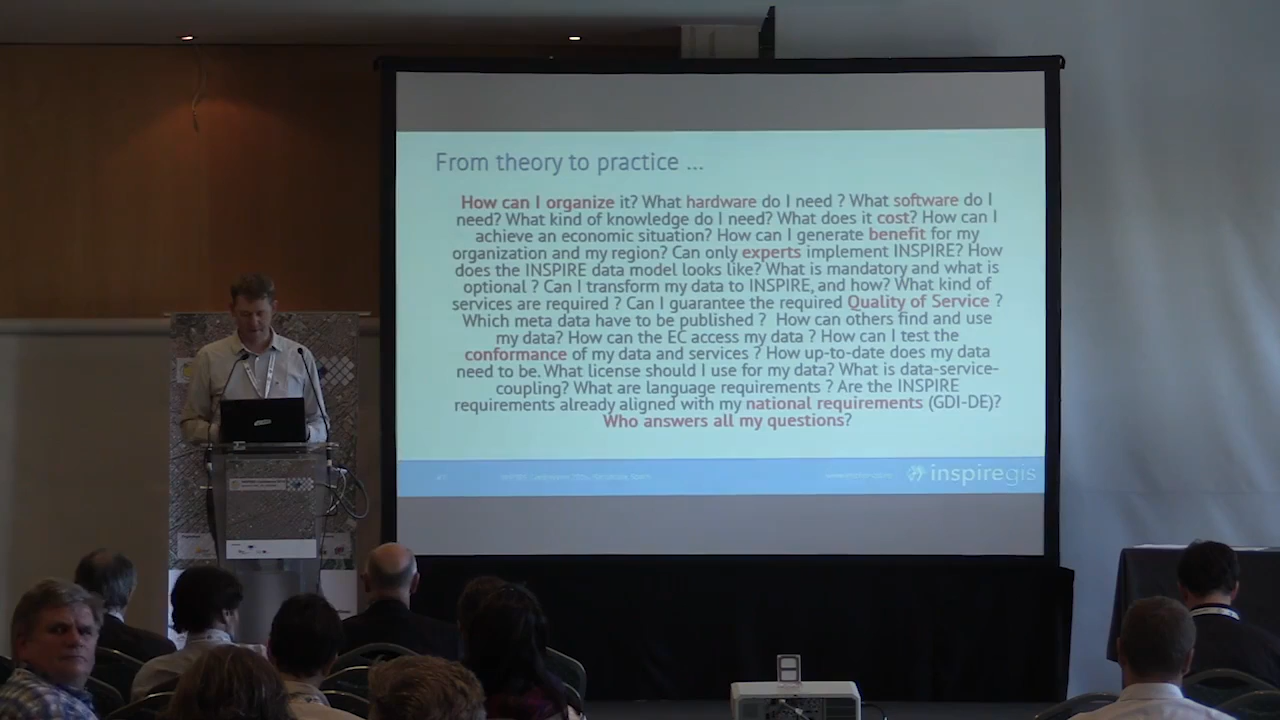 From theory to practice ...
How can I organize it? What hardware do I need ? What software do I
need? What kind of knowledge do I need? What does it cost? How can I
achieve an economic situation? How can I generate benefit for my
organization and my region? Can only experts implement INSPIRE? How
does the INSPIRE data model looks like? What is mandatory and what is
optional ? Can I transform my data to INSPIRE, and how? What kind of
services are required ? Can I guarantee the required Quality of Service ?
Which meta data have to be published ? How can others find and use
my data? How can the EC access my data ? How can I test the
conformance of my data and services ? How up-to-date does my data
need to be. What license should I use for my data? What is data-service-
coupling? What are language requirements ? Are the INSPIRE
requirements already aligned with my national requirements (GDI-DE)?
Who answers all my questions?
inspiregis